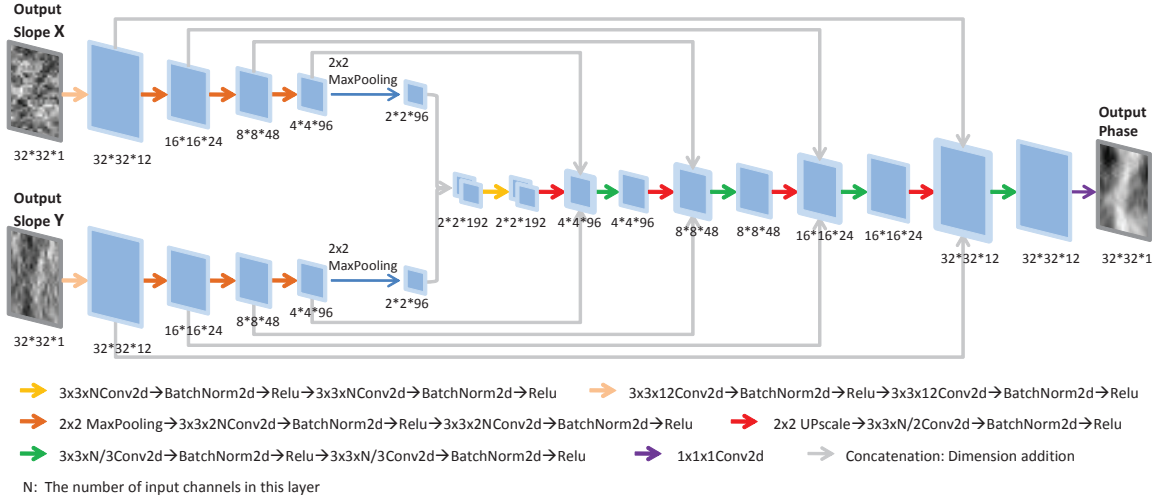 Output
Slope X
32*32*1
32*32*12
16*16*24
8*8*48
4*4*96
2x2
MaxPooling
2*2*96
Output
Slope Y
32*32*1
32*32*12
16*16*24
8*8*48
4*4*96
2x2
MaxPooling
2*2*96
2*2*192
2*2*192
4*4*96
4*4*96
8*8*48
8*8*48
16*16*24
16*16*24
32*32*12
32*32*12
Output
Phase
32*32*1
3x3xNConv2d→BatchNorm2d→Relu→3x3xNConv2d→BatchNorm2d→Relu
3x3x12Conv2d→BatchNorm2d→Relu→3x3x12Conv2d→BatchNorm2d→Relu
2x2 MaxPooling→3x3x2NConv2d→BatchNorm2d→Relu→3x3x2NConv2d→BatchNorm2d→Relu
2x2 UPscale→3x3xN/2Conv2d→BatchNorm2d→Relu
3x3xN/3Conv2d→BatchNorm2d→Relu→3x3xN/3Conv2d→BatchNorm2d→Relu
1x1x1Conv2d
Concatenation: Dimension addition
N: The number of input channels in this layer